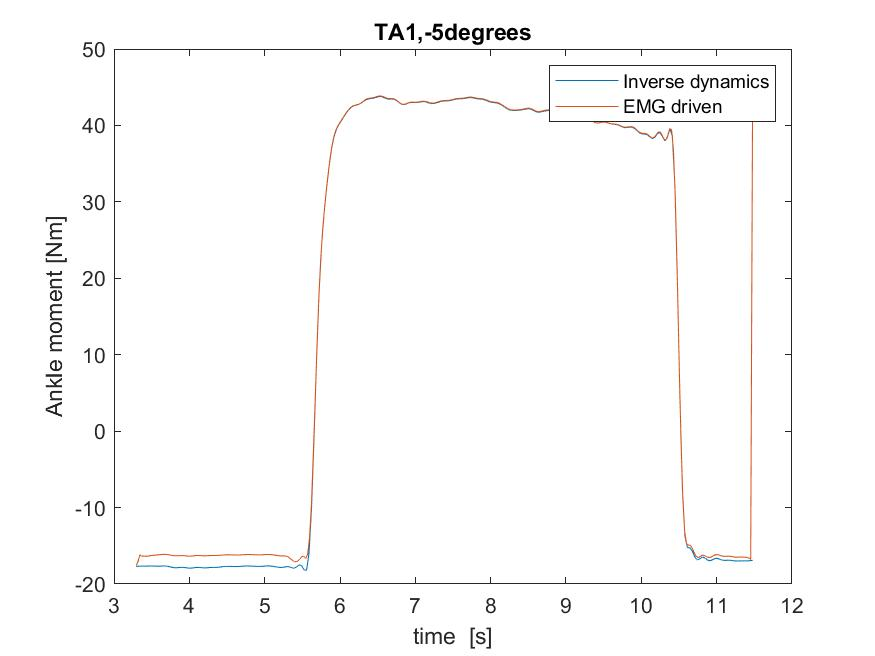 TA1,-5degrees
50
40
30
20
10
0
-10
-20
Ankle moment [Nm]
Inverse dynamics
EMG driven
3 4 5 6 7 8 9 10 11 12
time [s]